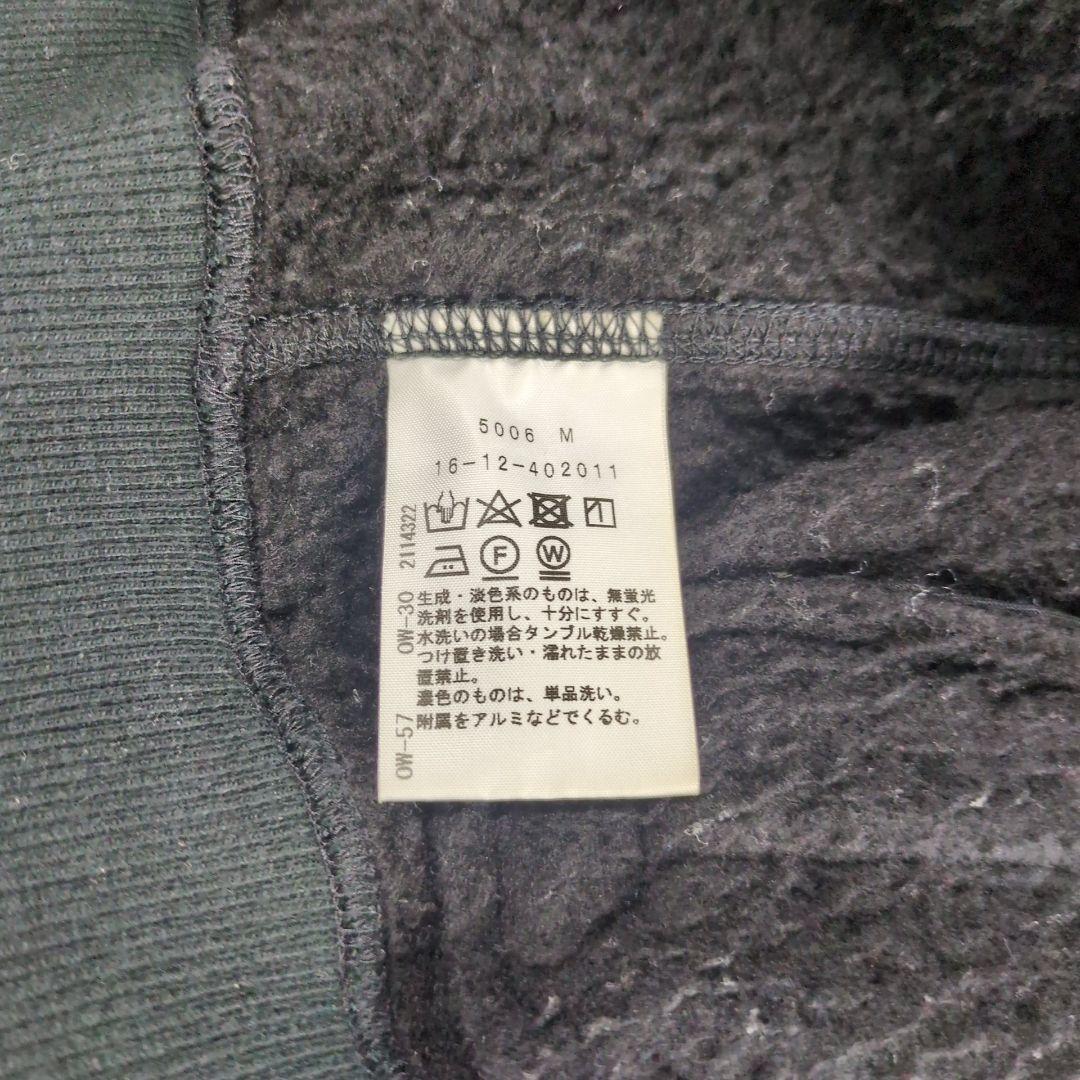 5006 M
16-12-402011
F
W
生成・淡色系のものは、無蛍光
洗剤を使用し、十分にすすぐ。
水洗いの場合タンブル乾燥禁止。
つけ置き洗い・濡れたままの放
置禁止。
濃色のものは、単品洗い。
附属をアルミなどでくるむ。
OW-57 OW-30 2114322